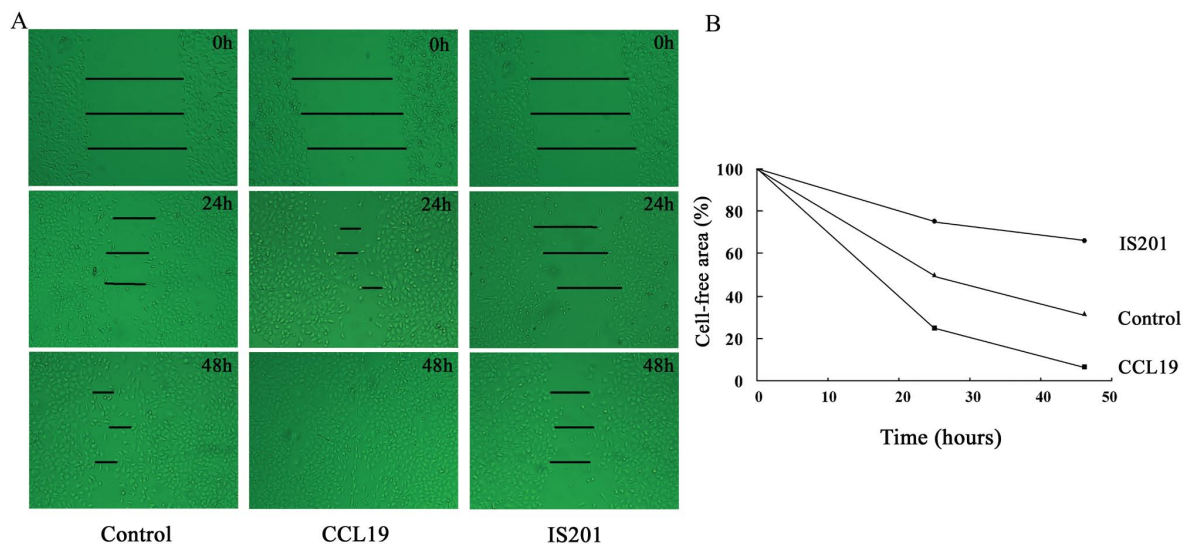 A
0h
0h
0h
24h
24h
24h
48h
48h
48h
Control
CCL19
IS201
B
Cell-free area (%)
100
80
60
40
20
0
0
10
20
30
40
50
Time (hours)
IS201
Control
CCL19